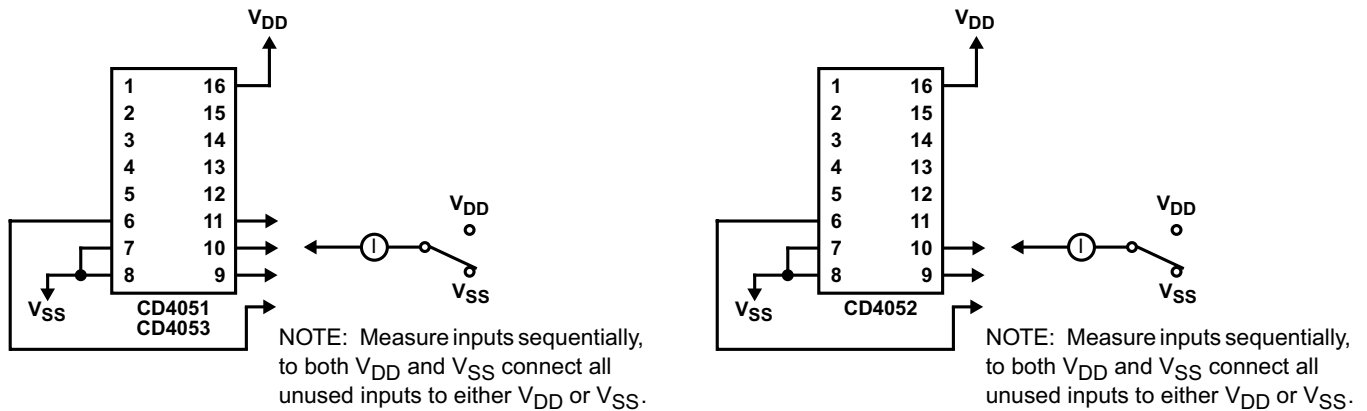 VDD
1 16
2 15
3 14
4 13
5 12
6 11
7 10
8 9
VSS
CD4051
CD4053
I
VDD
VSS
NOTE: Measure inputs sequentially,
to both VDD and VSS connect all
unused inputs to either VDD or VSS.
VDD
1 16
2 15
3 14
4 13
5 12
6 11
7 10
8 9
VSS
CD4052
I
VDD
VSS
NOTE: Measure inputs sequentially,
to both VDD and VSS connect all
unused inputs to either VDD or VSS.